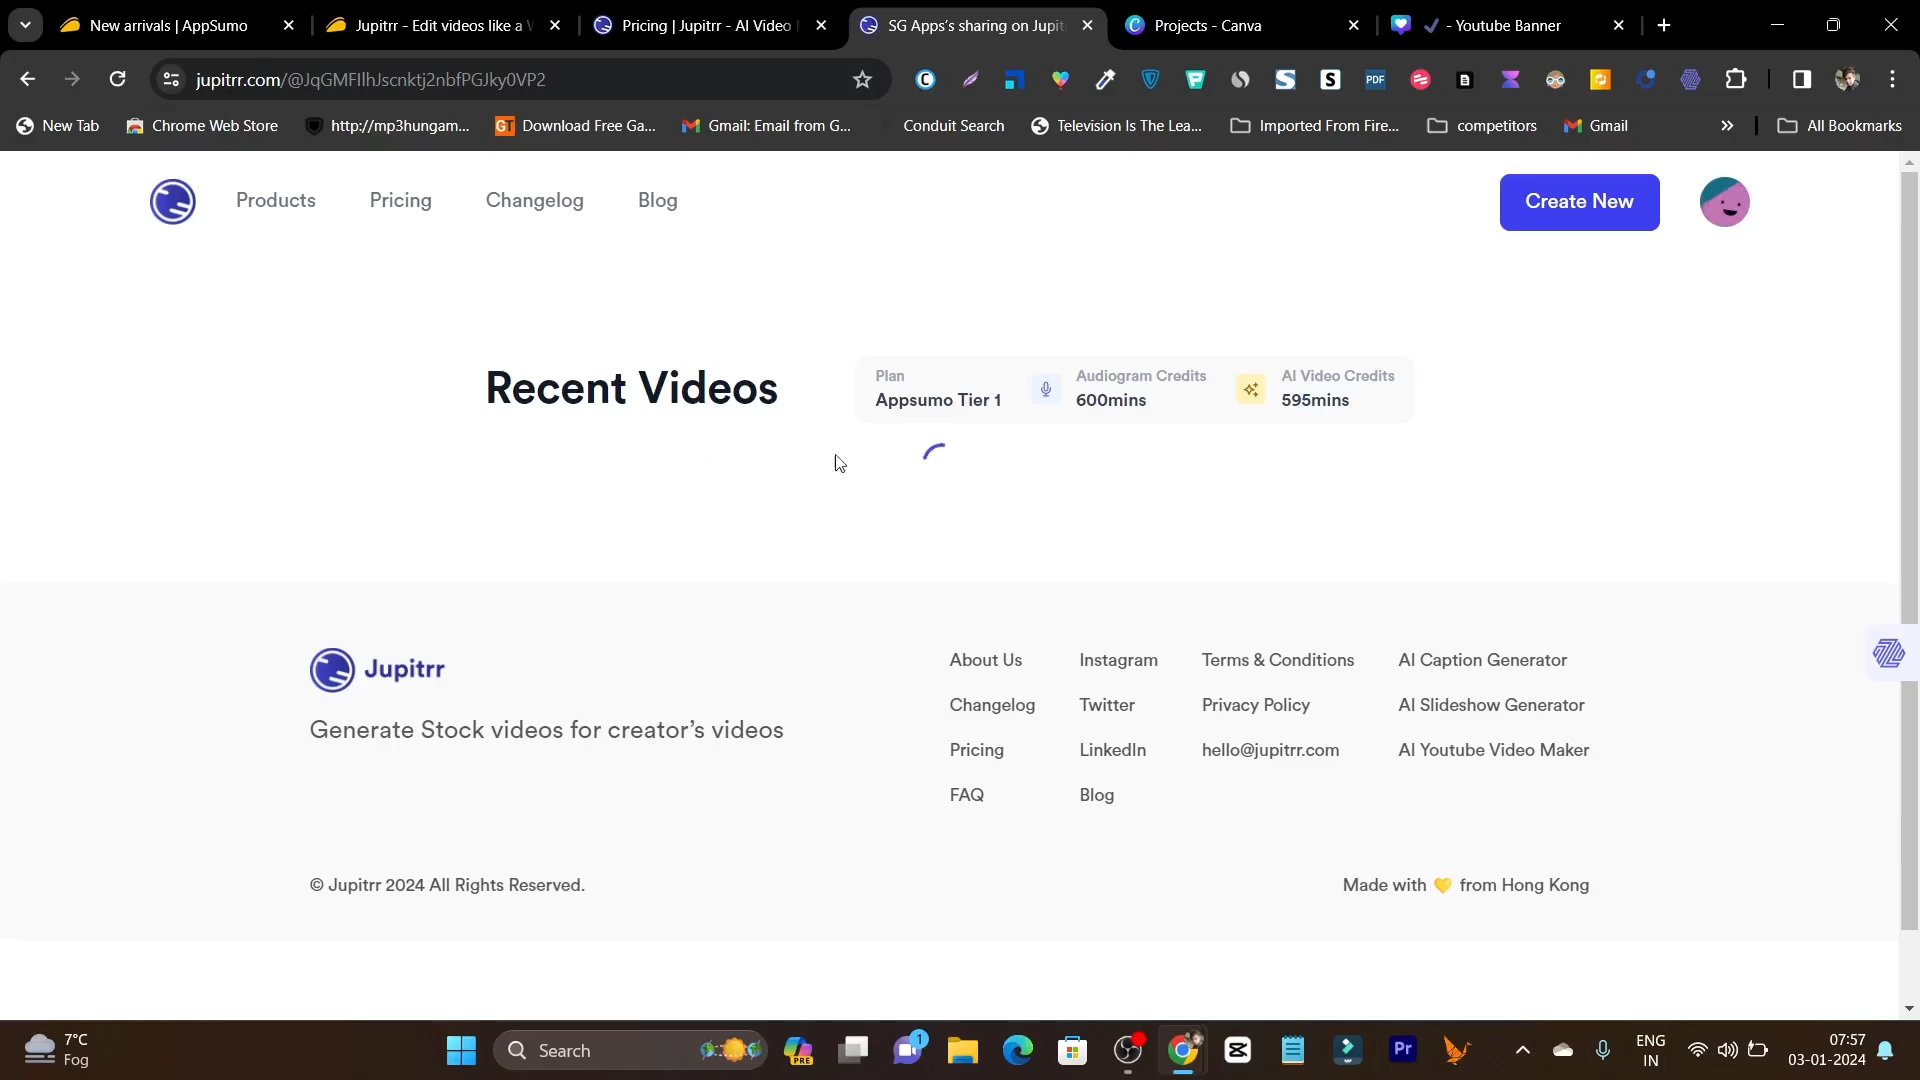 New arrivals | AppSumo
Jupitrr - Edit videos like a
Pricing | Jupitrr - AI Video
SG Apps's sharing on Jupit
Projects - Canva
- Youtube Banner
jupitrr.com/@JqGMFIlhJscnktj2nbfPGJky0VP2
New Tab
Chrome Web Store
http://mp3hungam...
Download Free Ga...
Gmail: Email from G...
Conduit Search
Television Is The Lea...
Imported From Fire...
competitors
Gmail
All Bookmarks
Products
Pricing
Changelog
Blog
Create New
Recent Videos
Plan
Appsumo Tier 1
Audiogram Credits
600mins
AI Video Credits
595mins
Jupitrr
Generate Stock videos for creator’s videos
About Us
Instagram
Terms & Conditions
AI Caption Generator
Changelog
Twitter
Privacy Policy
AI Slideshow Generator
Pricing
LinkedIn
hello@jupitrr.com
AI Youtube Video Maker
FAQ
Blog
© Jupitrr 2024 All Rights Reserved.
Made with 💛 from Hong Kong
7°C
Fog
Search
PRE
1
Pr
ENG
IN
07:57
03-01-2024